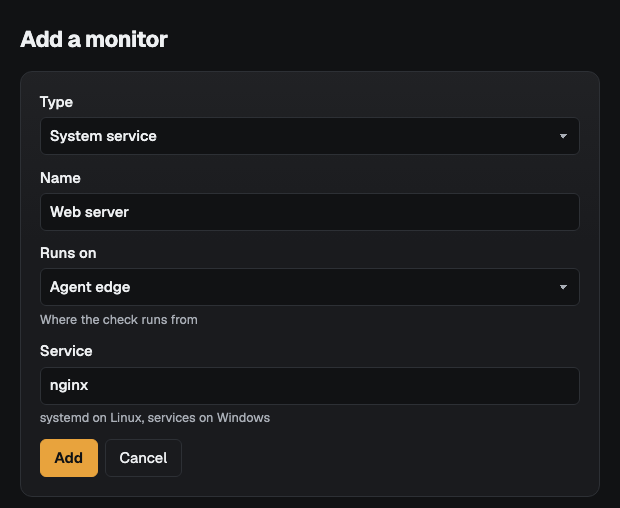 Add a monitor
Type
System service
Name
Web server
Runs on
Agent edge
Where the check runs from
Service
nginx
systemd on Linux, services on Windows
Add Cancel